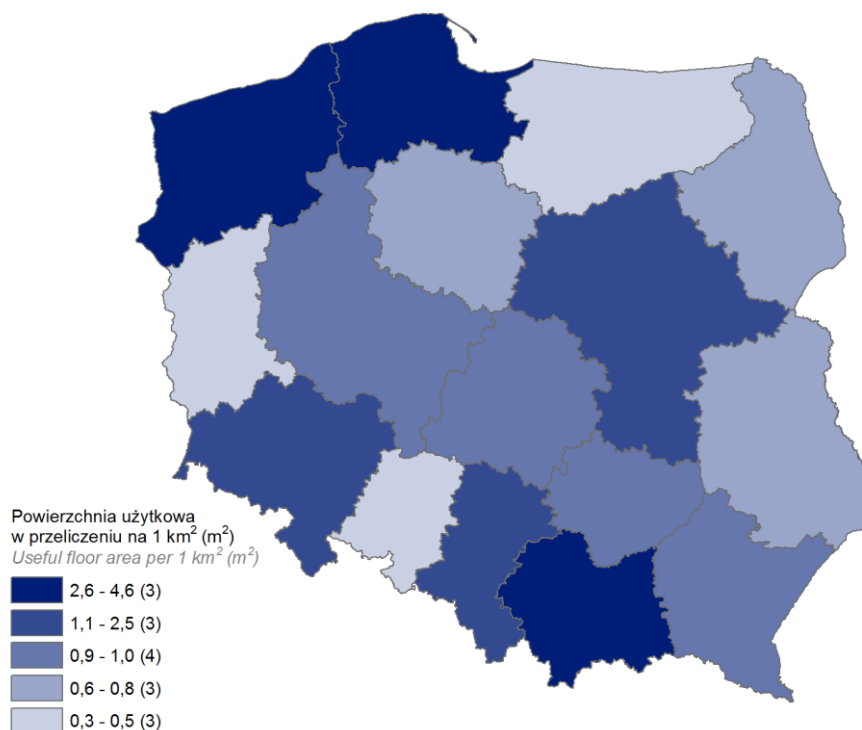 Powierzchnia użytkowa
w przeliczeniu na 1 km² (m²)
Useful floor area per 1 km² (m²)
2,6 - 4,6 (3)
1,1 - 2,5 (3)
0,9 - 1,0 (4)
0,6 - 0,8 (3)
0,3 - 0,5 (3)